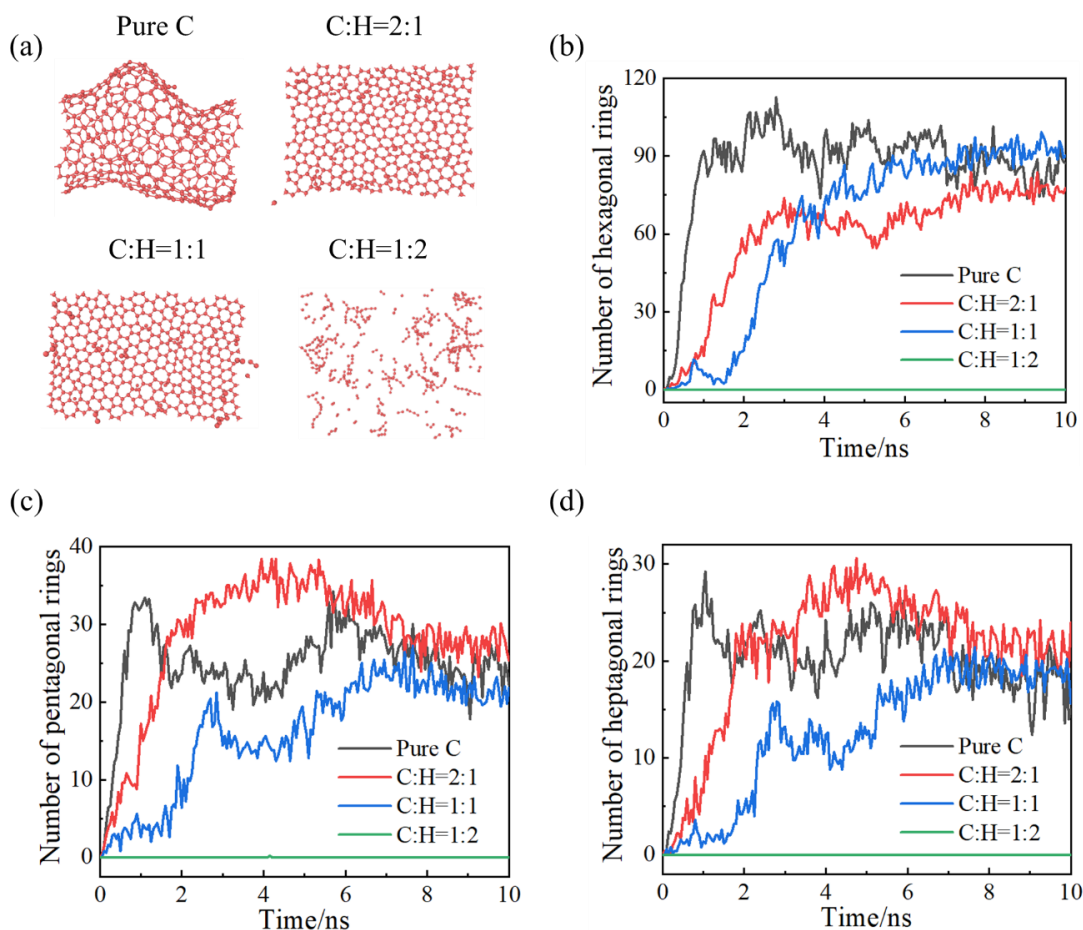 (a)
Pure C
C:H=2:1
C:H=1:1
C:H=1:2
(b)
Number of hexagonal rings
120
90
60
30
0
Pure C
C:H=2:1
C:H=1:1
C:H=1:2
0 2 4 6 8 10
Time/ns
(c)
Number of pentagonal rings
40
30
20
10
0
Pure C
C:H=2:1
C:H=1:1
C:H=1:2
0 2 4 6 8 10
Time/ns
(d)
Number of heptagonal rings
30
20
10
0
Pure C
C:H=2:1
C:H=1:1
C:H=1:2
0 2 4 6 8 10
Time/ns